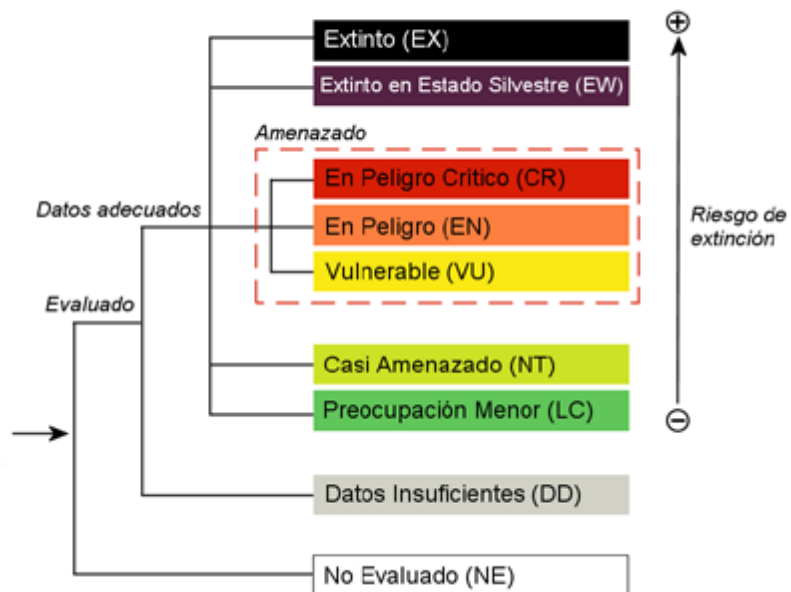 Extinto (EX)
Extinto en Estado Silvestre (EW)
Amenazado
En Peligro Critico (CR)
Datos adecuados
En Peligro (EN)
Riesgo de
extinción
Vulnerable (VU)
Evaluado
Casi Amenazado (NT)
Preocupación Menor (LC)
Datos Insuficientes (DD)
No Evaluado (NE)